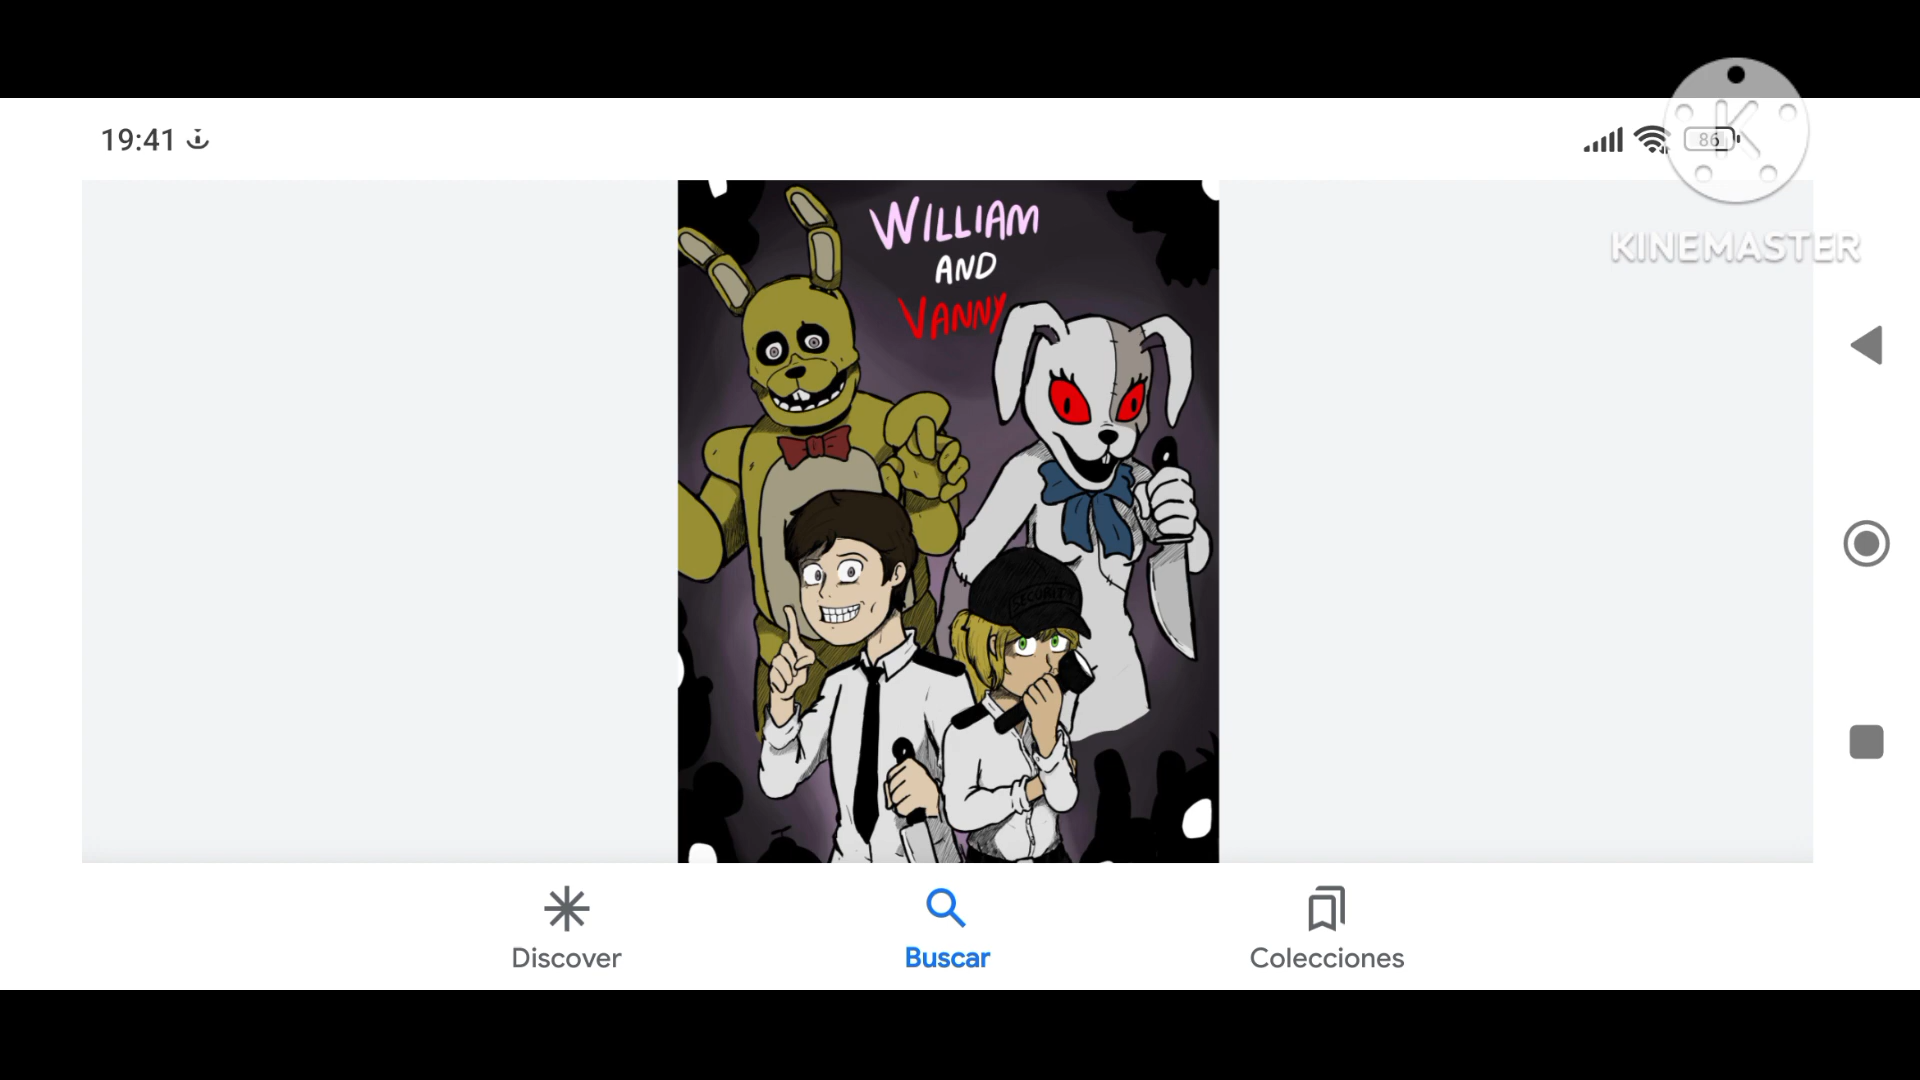 19:41
86
K
KINEMASTER
WILLIAM
AND
VANNY
SECURITY
Discover
Buscar
Colecciones